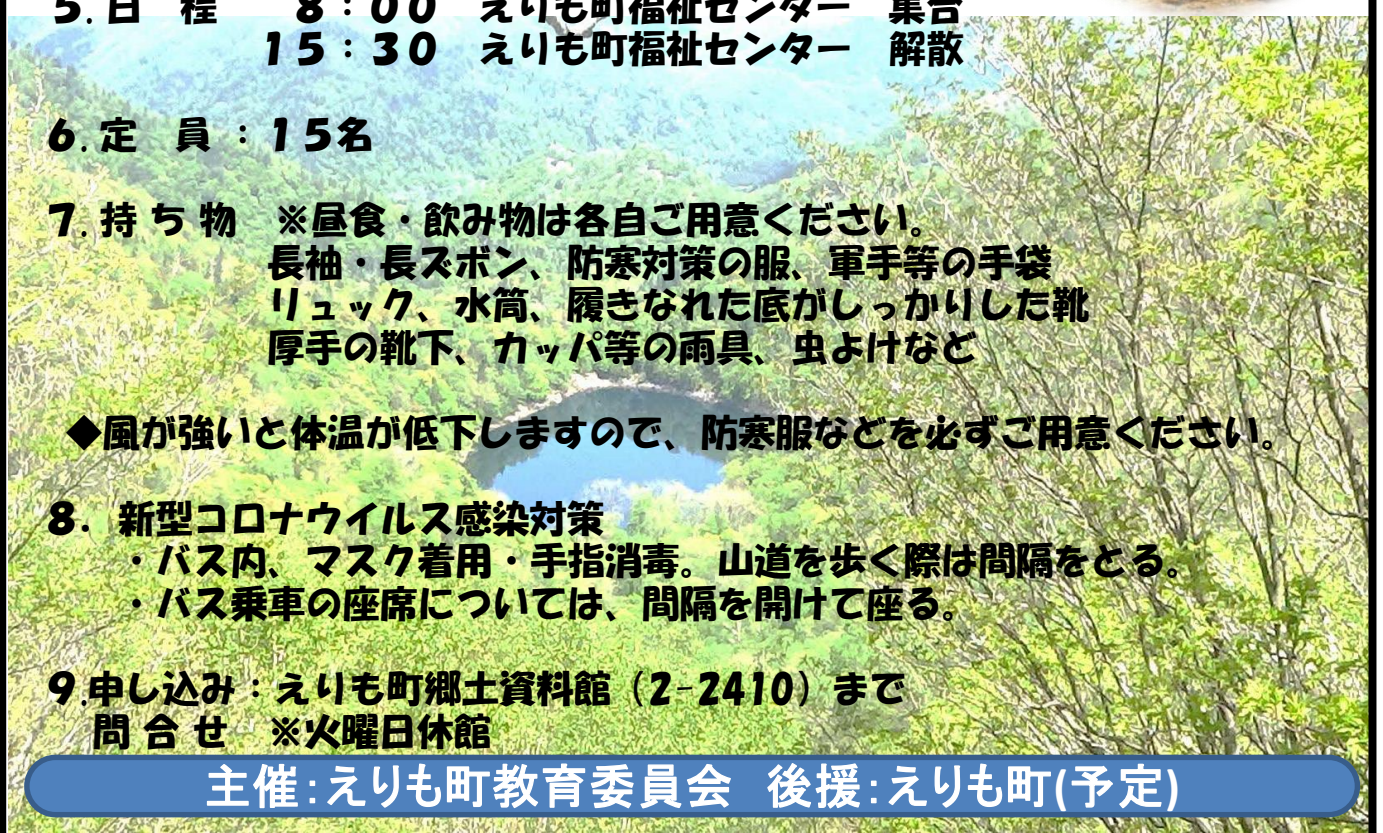 5.日　程　　８：００　えりも町福祉センター　集合
１５：３０　えりも町福祉センター　解散
6.定　員：１５名
7.持ち物　※昼食・飲み物は各自ご用意ください。
長袖・長ズボン、防寒対策の服、軍手等の手袋
リュック、水筒、履きなれた底がしっかりした靴
厚手の靴下、カッパ等の雨具、虫よけなど
◆風が強いと体温が低下しますので、防寒服などを必ずご用意ください。
8．新型コロナウイルス感染対策
・バス内、マスク着用・手指消毒。山道を歩く際は間隔をとる。
・バス乗車の座席については、間隔を開けて座る。
9.申し込み：えりも町郷土資料館（2-2410）まで
問合せ　※火曜日休館
主催：えりも町教育委員会　後援：えりも町(予定)